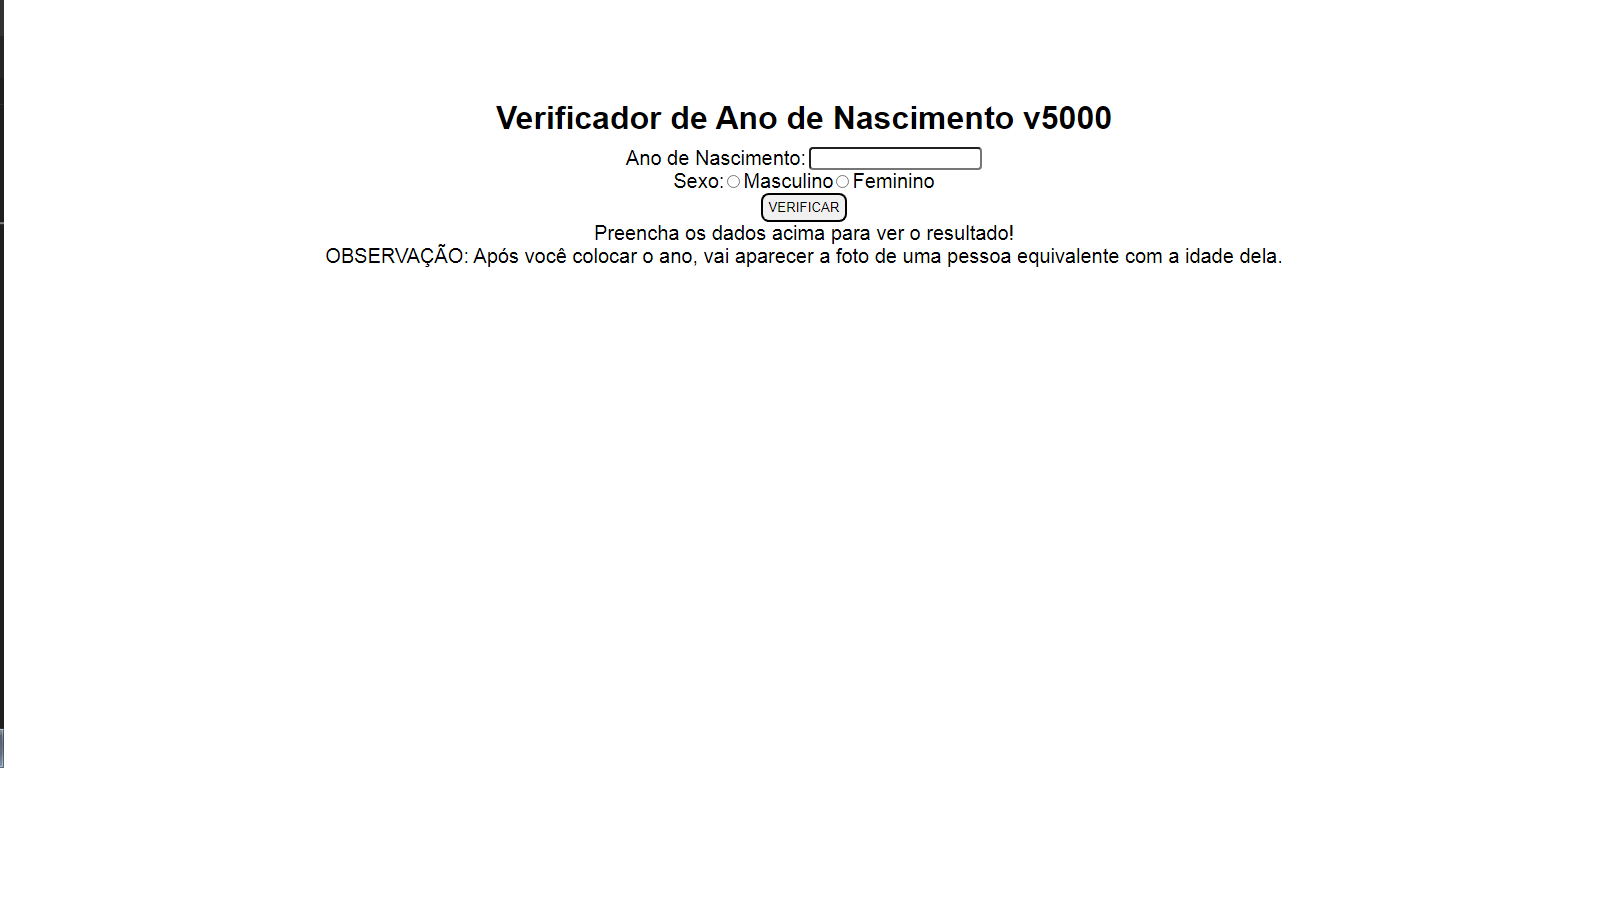 Verificador de Ano de Nascimento v5000
Ano de Nascimento:
Sexo: Masculino Feminino
VERIFICAR
Preencha os dados acima para ver o resultado!
OBSERVAÇÃO: Após você colocar o ano, vai aparecer a foto de uma pessoa equivalente com a idade dela.